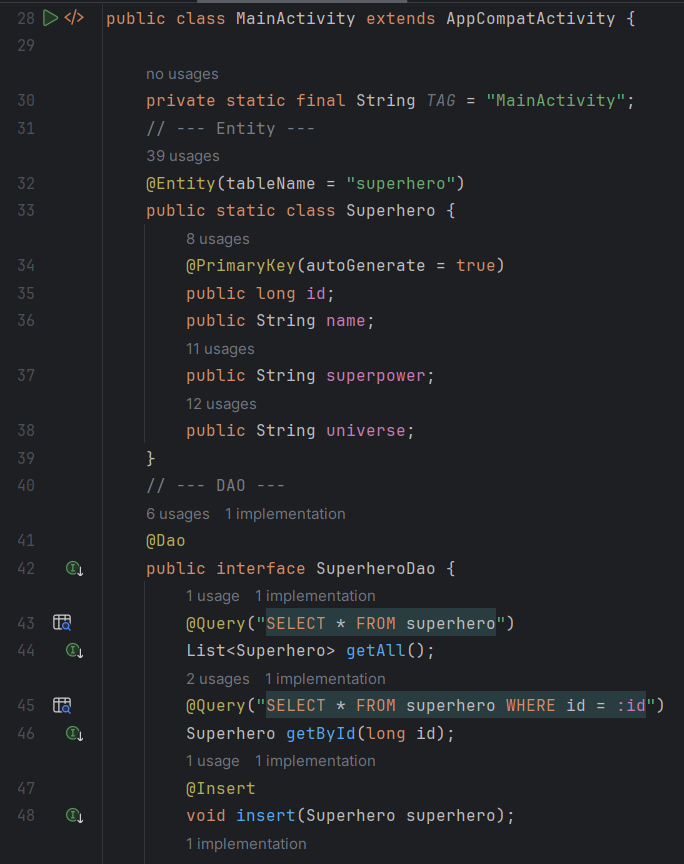 28 public class MainActivity extends AppCompatActivity {
29
no usages
30 private static final String TAG = "MainActivity";
31 // --- Entity ---
39 usages
32 @Entity(tableName = "superhero")
33 public static class Superhero {
8 usages
34 @PrimaryKey(autoGenerate = true)
35 public long id;
36 public String name;
11 usages
37 public String superpower;
12 usages
38 public String universe;
39 }
40 // --- DAO ---
6 usages 1 implementation
41 @Dao
42 public interface SuperheroDao {
1 usage 1 implementation
43 @Query("SELECT * FROM superhero")
44 List<Superhero> getAll();
2 usages 1 implementation
45 @Query("SELECT * FROM superhero WHERE id = :id")
46 Superhero getById(long id);
1 usage 1 implementation
47 @Insert
48 void insert(Superhero superhero);
1 implementation